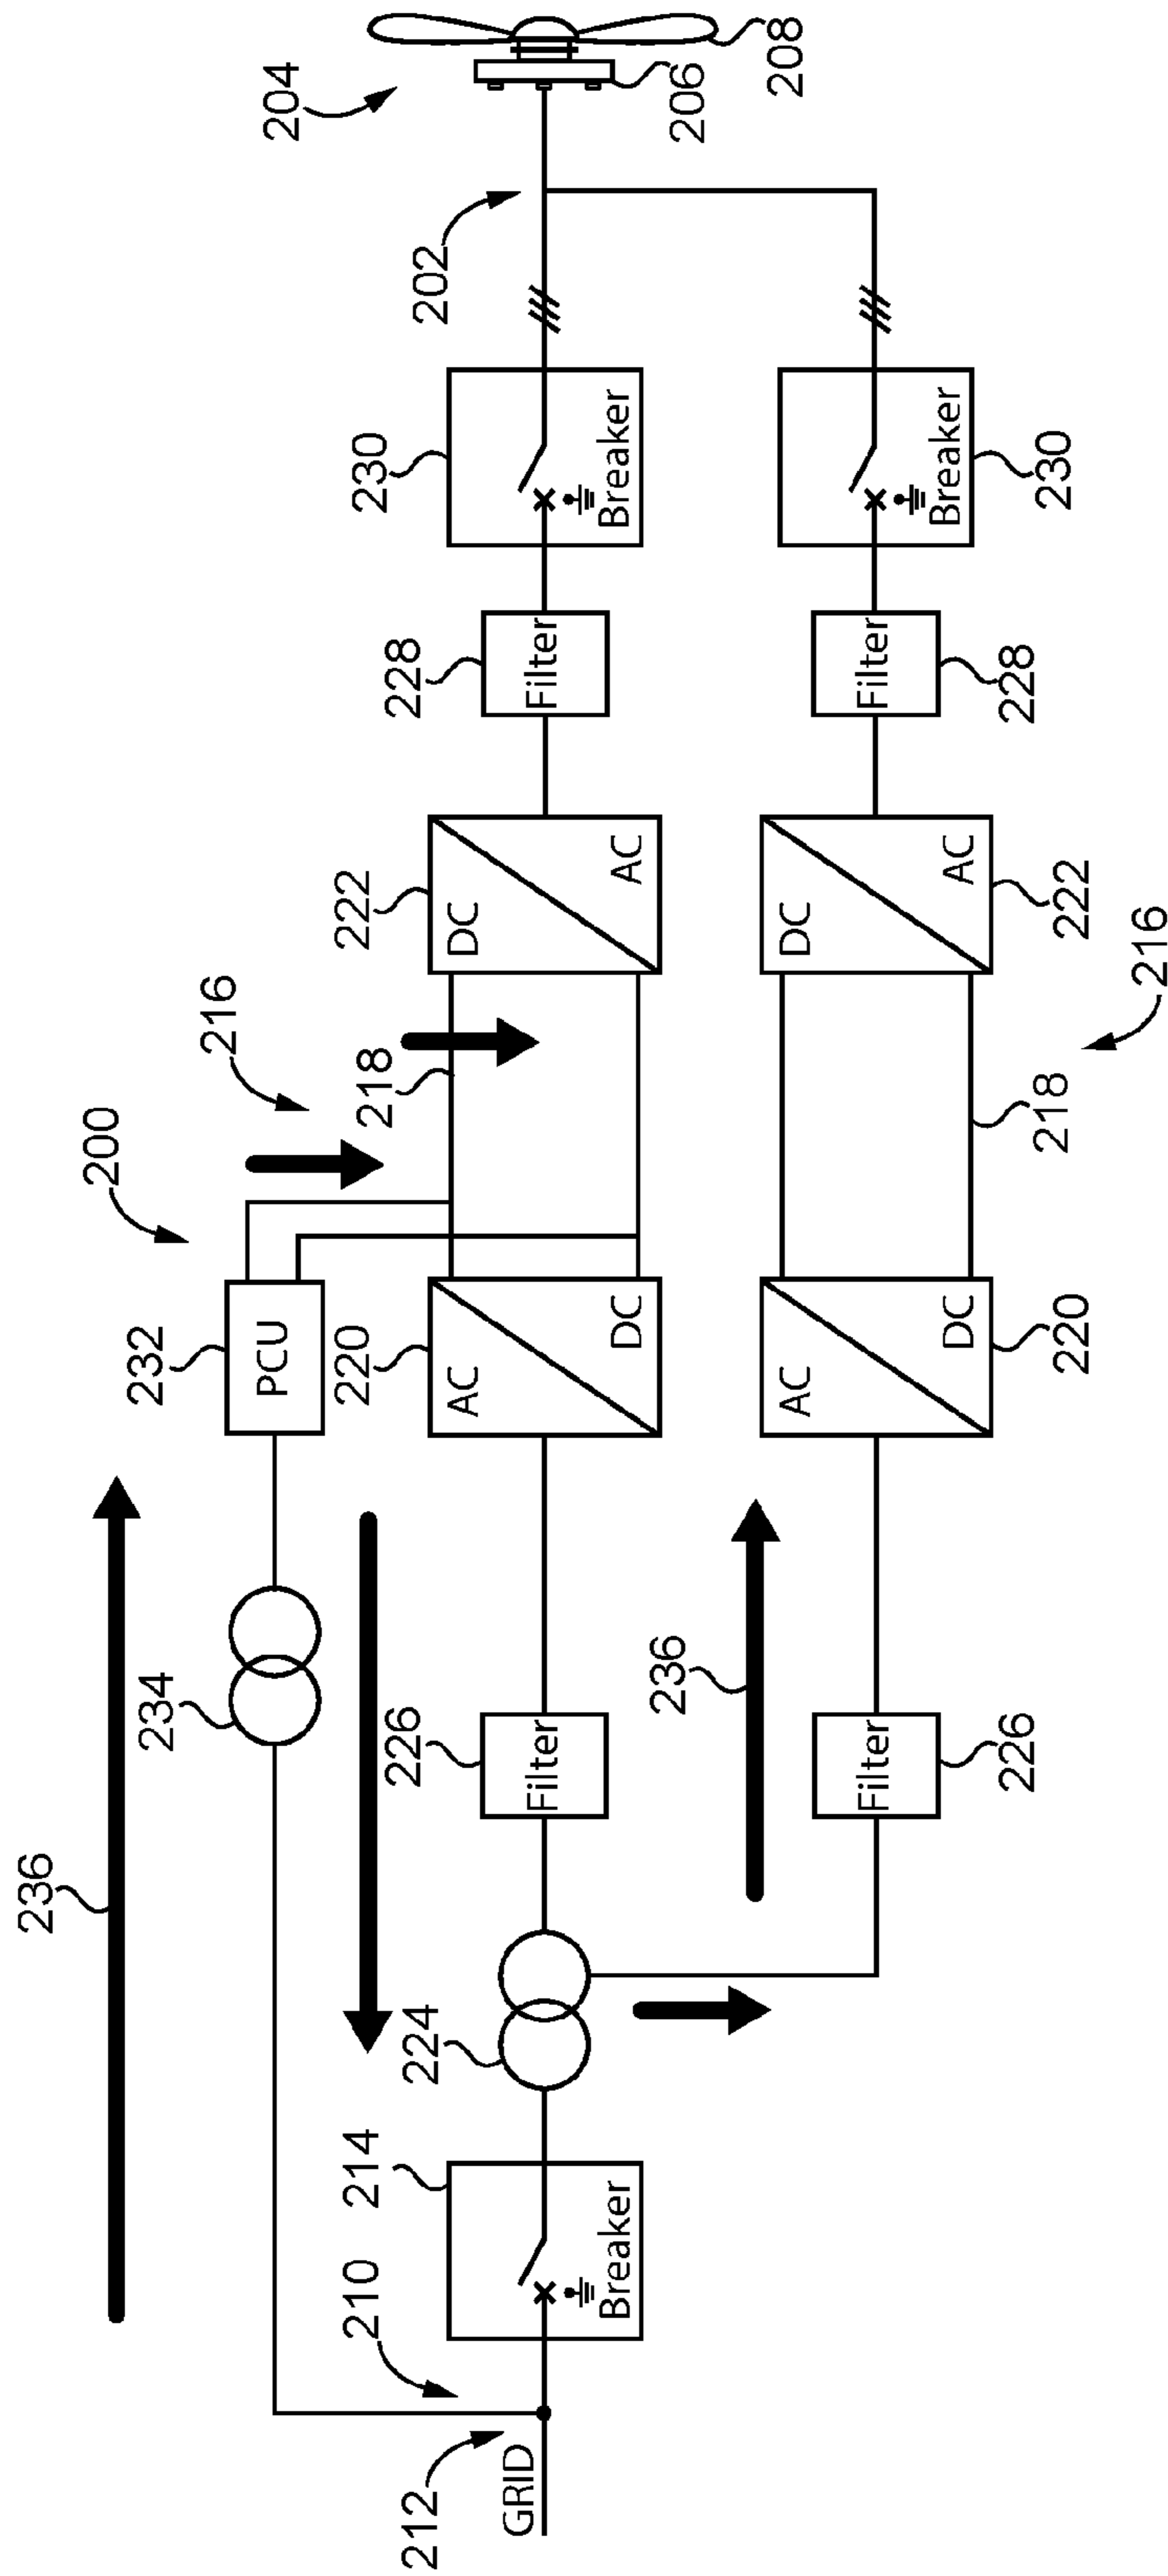 236
200
234
232
216
PCU
204
210
214
226
220
218
222
228
230
212
224
202
AC
DC
GRID
Filter
Filter
Breaker
DC
AC
Breaker
236
206
208
AC
DC
Filter
Filter
DC
AC
Breaker
226
220
218
222
228
230
216